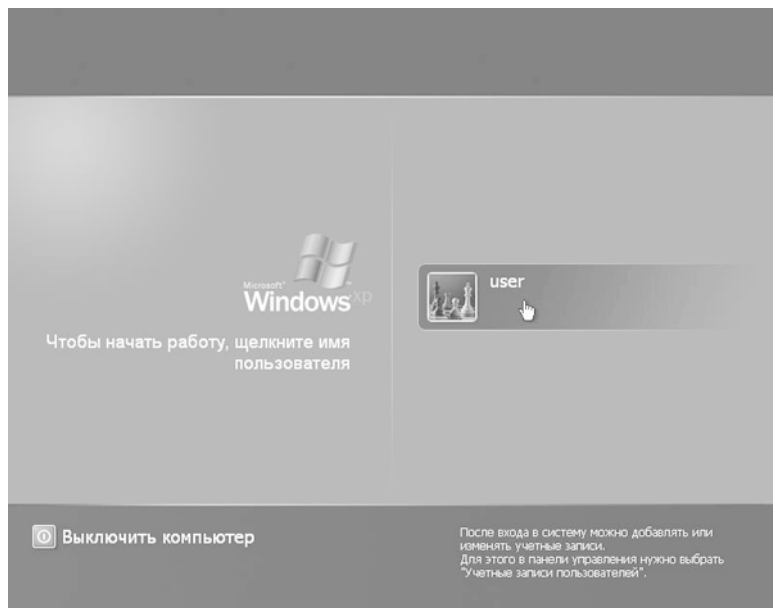 Microsoft®
Windows xp
Чтобы начать работу, щелкните имя
пользователя
user
Выключить компьютер
После входа в систему можно добавлять или
изменять учетные записи.
Для этого в панели управления нужно выбрать
"Учетные записи пользователей".